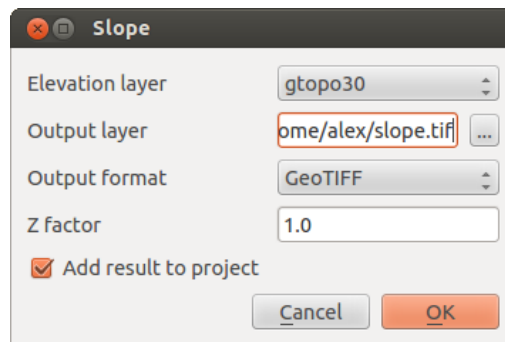 Slope
Elevation layer gtopo30
Output layer ome/alex/slope.tif ...
Output format GeoTIFF
Z factor 1.0
Add result to project
Cancel OK